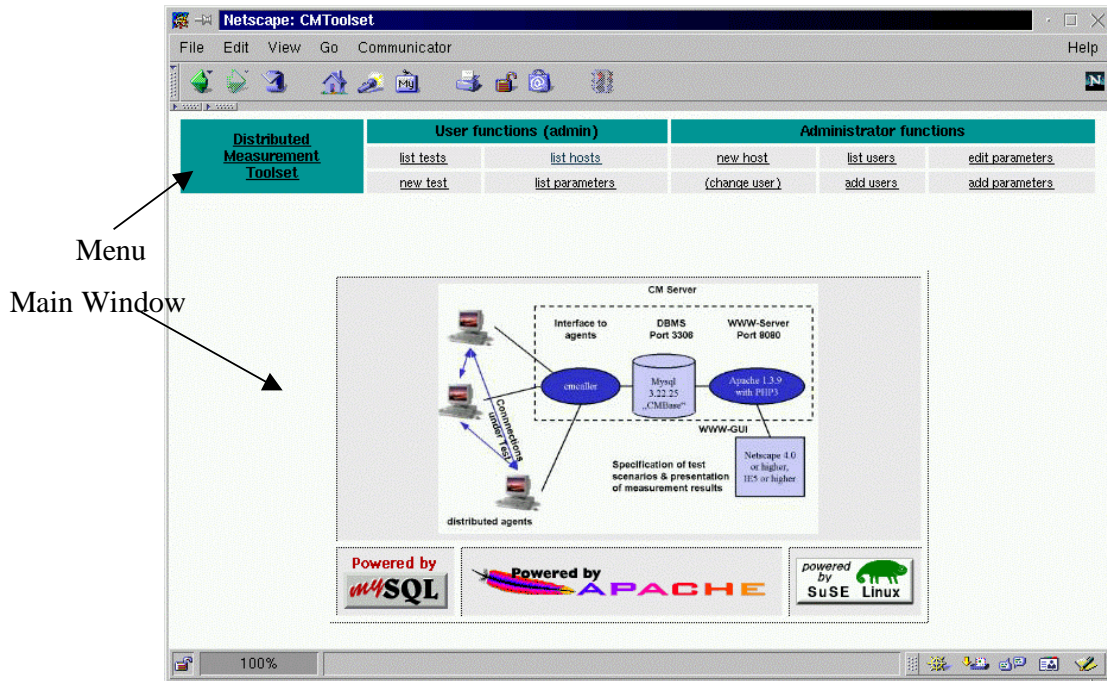 Netscape: CMToolset
File Edit View Go Communicator Help
My
N
Distributed
Measurement
Toolset
User functions (admin)
Administrator functions
list tests
list hosts
new host
list users
edit parameters
new test
list parameters
(change user)
add users
add parameters
Menu
Main Window
CM Server
Interface to
agents
DBMS
Port 3306
WWW-Server
Port 8080
cmcaller
Mysql
3.22.25
„CMBase“
Apache 1.3.9
with PHP3
Connnections
under Test
WWW-GUI
Specification of test
scenarios & presentation
of measurement results
Netscape 4.0
or higher,
IE5 or higher
distributed agents
Powered by
mySQL
Powered by
APACHE
powered
by
SuSE Linux
100%